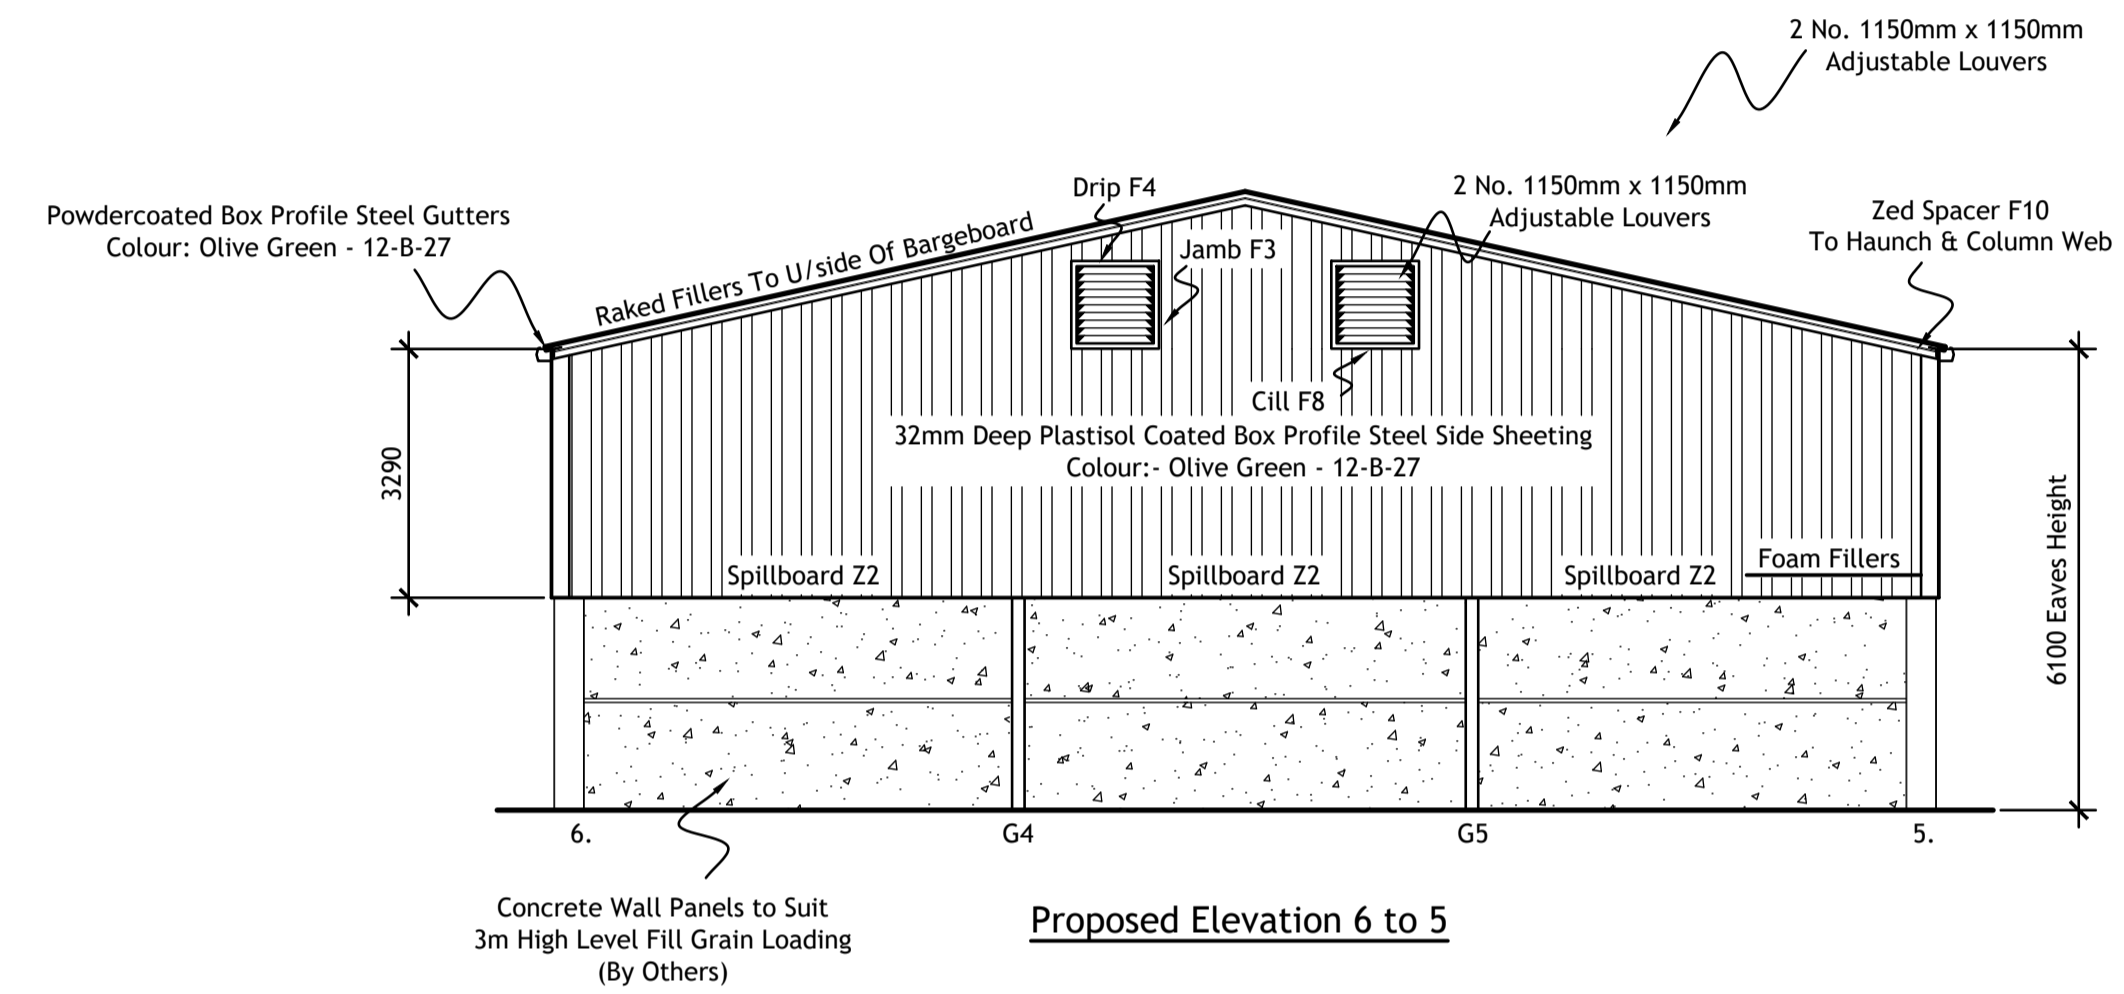 2 No. 1150mm x 1150mm
Adjustable Louvers
Drip F4
2 No. 1150mm x 1150mm
Adjustable Louvers
Powdercoated Box Profile Steel Gutters
Colour: Olive Green - 12-B-27
Zed Spacer F10
To Haunch & Column Web
Raked Fillers To U/side Of Bargeboard
Jamb F3
Cill F8
32mm Deep Plastisol Coated Box Profile Steel Side Sheeting
Colour:- Olive Green - 12-B-27
3290
6100 Eaves Height
Foam Fillers
Spillboard Z2
Spillboard Z2
Spillboard Z2
6.
G4
G5
5.
Concrete Wall Panels to Suit
3m High Level Fill Grain Loading
(By Others)
Proposed Elevation 6 to 5